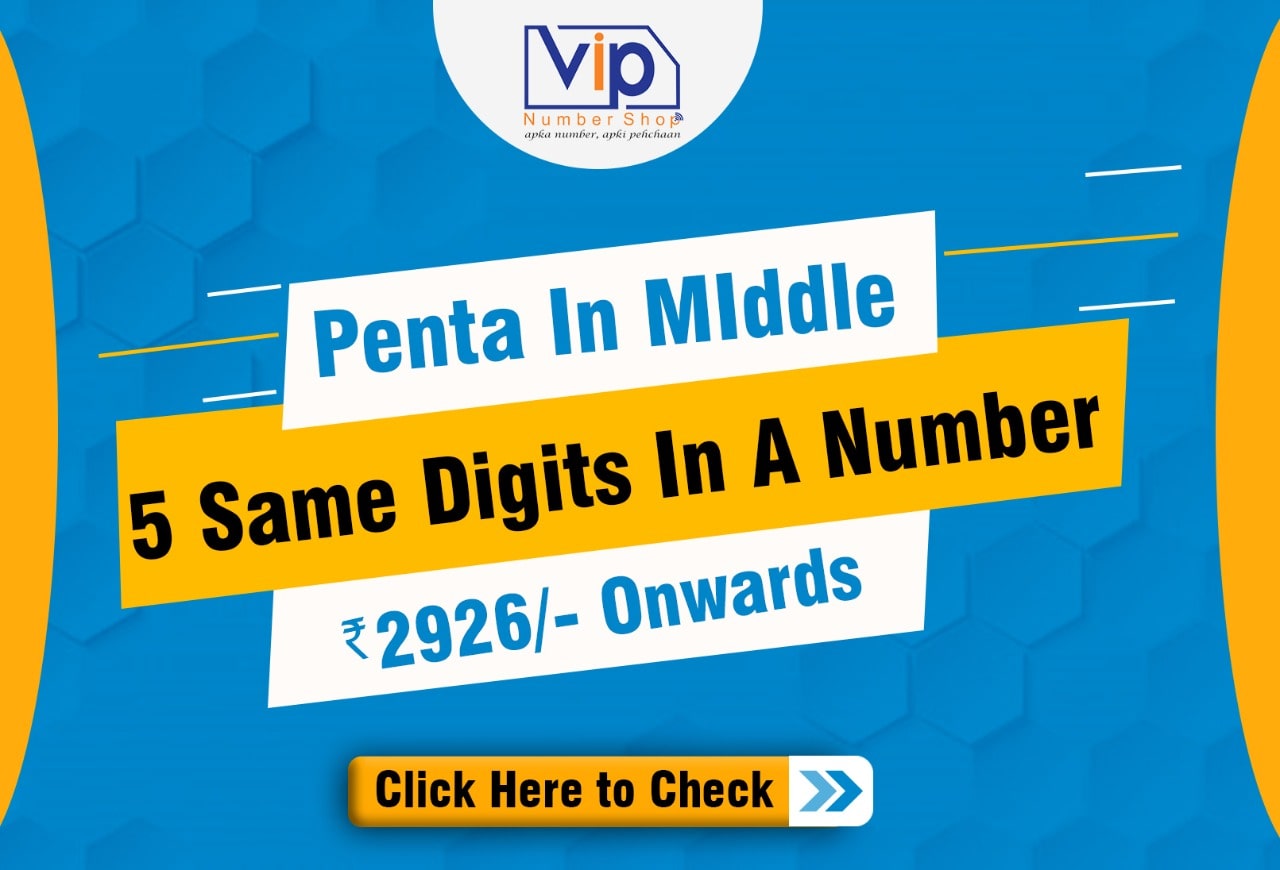 Vip
Number Shop
apka number, apki pehchaan
Penta In MIddle
5 Same Digits In A Number
₹2926/- Onwards
Click Here to Check